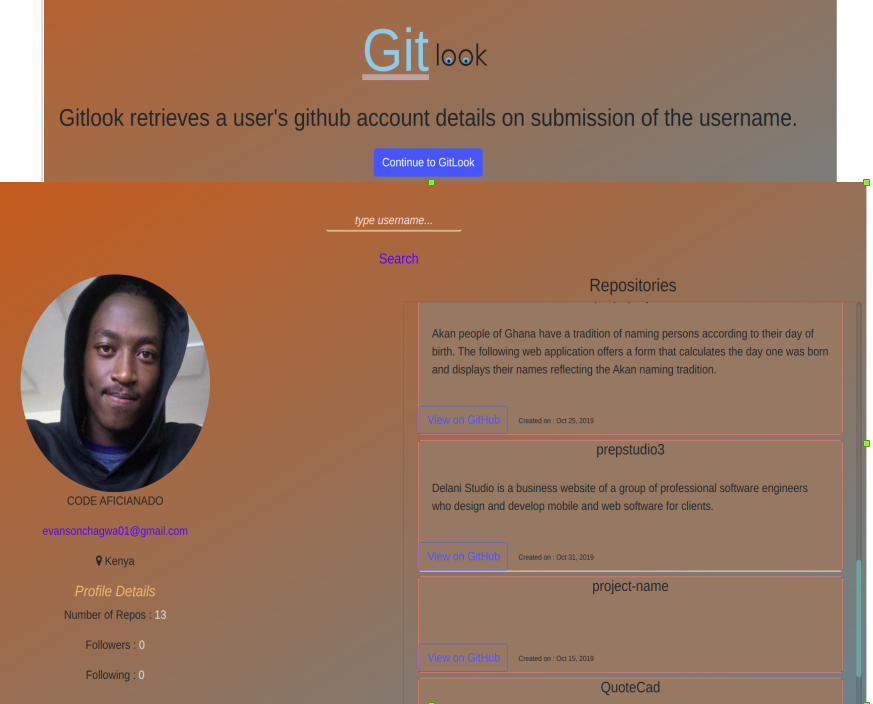 Git look
Gitlook retrieves a user's github account details on submission of the username.
Continue to GitLook
type username...
Search
CODE AFICIANADO
evansonchagwa01@gmail.com
Kenya
Profile Details
Number of Repos : 13
Followers : 0
Following : 0
Repositories
Akan people of Ghana have a tradition of naming persons according to their day of
birth. The following web application offers a form that calculates the day one was born
and displays their names reflecting the Akan naming tradition.
View on GitHub Created on : Oct 25, 2019
prepstudio3
Delani Studio is a business website of a group of professional software engineers
who design and develop mobile and web software for clients.
View on GitHub Created on : Oct 31, 2019
project-name
View on GitHub Created on : Oct 15, 2019
QuoteCad